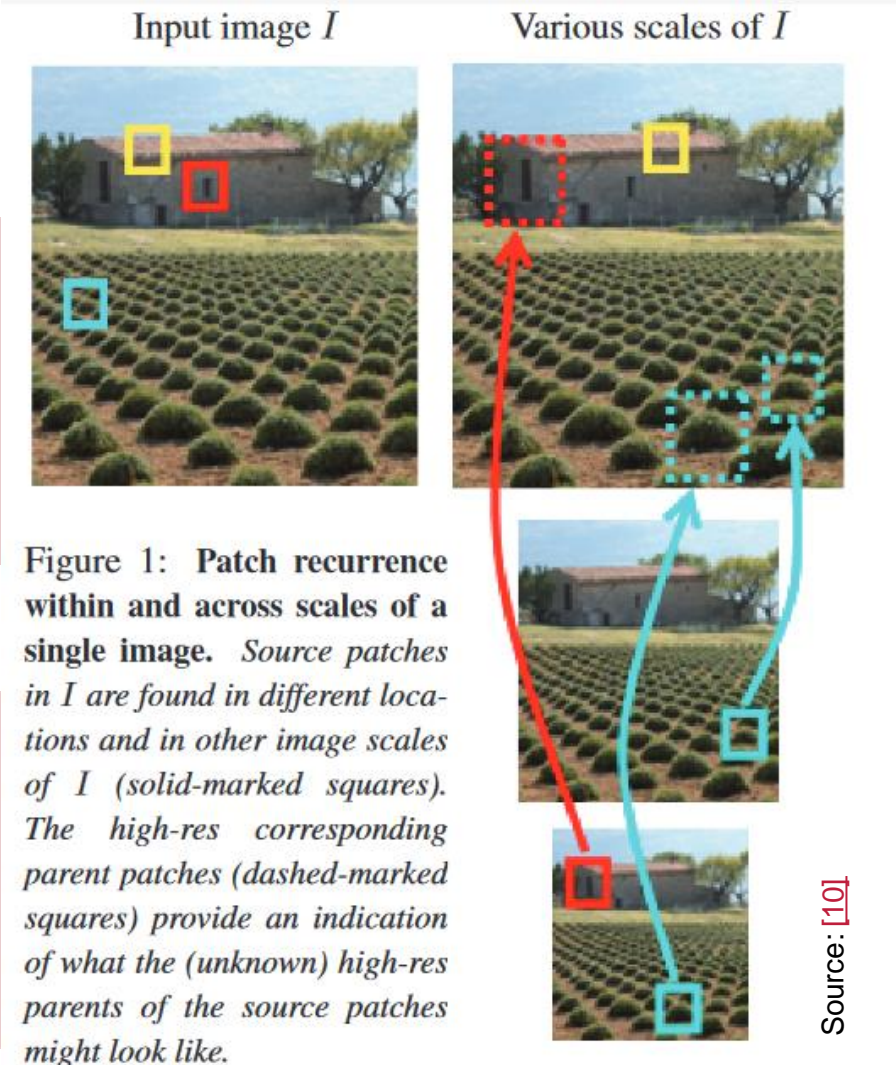 Input image I
Various scales of I
Figure 1: Patch recurrence
within and across scales of a
single image. Source patches
in I are found in different loca-
tions and in other image scales
of I (solid-marked squares).
The high-res corresponding
parent patches (dashed-marked
squares) provide an indication
of what the (unknown) high-res
parents of the source patches
might look like.
Source: [10]